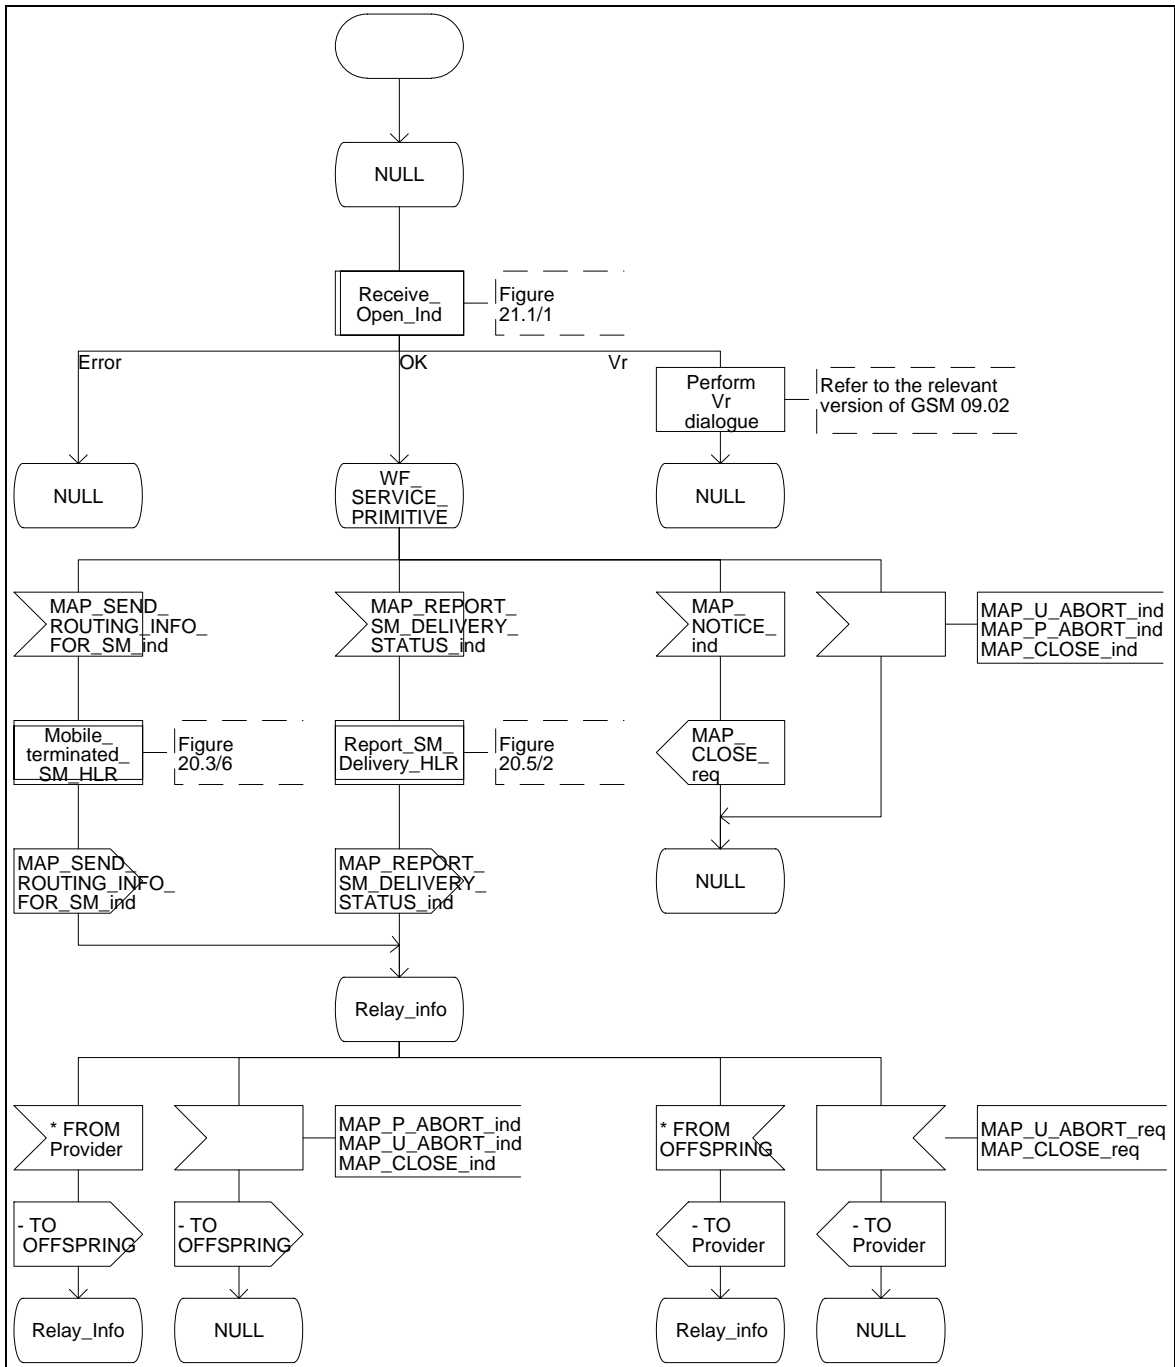 NULL
Receive_
Open_Ind
Figure
21.1/1
Error
OK
Vr
Perform
Vr
dialogue
Refer to the relevant
version of GSM 09.02
NULL
WF_
SERVICE_
PRIMITIVE
NULL
MAP_SEND_
ROUTING_INFO_
FOR_SM_ind
MAP_REPORT_
SM_DELIVERY_
STATUS_ind
MAP_
NOTICE_
ind
MAP_U_ABORT_ind
MAP_P_ABORT_ind
MAP_CLOSE_ind
Mobile_
terminated_
SM_HLR
Figure
20.3/6
Report_SM_
Delivery_HLR
Figure
20.5/2
MAP_
CLOSE_
req
MAP_SEND_
ROUTING_INFO_
FOR_SM_ind
MAP_REPORT_
SM_DELIVERY_
STATUS_ind
NULL
Relay_info
* FROM
Provider
MAP_P_ABORT_ind
MAP_U_ABORT_ind
MAP_CLOSE_ind
* FROM
OFFSPRING
MAP_U_ABORT_req
MAP_CLOSE_req
- TO
OFFSPRING
- TO
OFFSPRING
- TO
Provider
- TO
Provider
Relay_Info
NULL
Relay_info
NULL